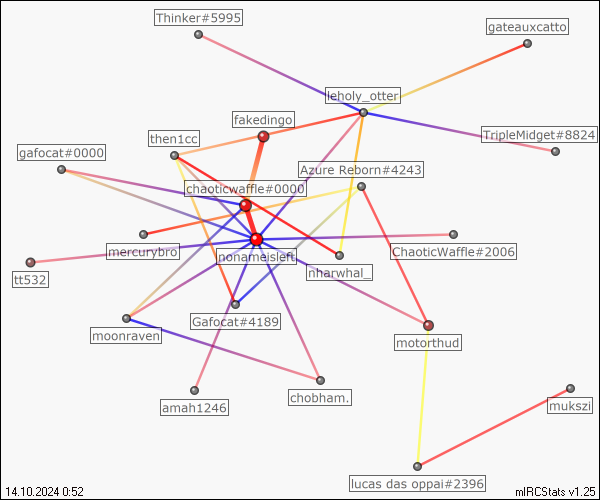 Thinker#5995
gateauxcatto
leholy_otter
fakedingo
then1cc
TripleMidget#8824
gafocat#0000
Azure Reborn#4243
chaoticwaffle#0000
mercurybro
nonameisleft
ChaoticWaffle#2006
nharwhal_
tt532
Gafocat#4189
moonraven
motorthud
chobham.
amah1246
mukszi
lucas das oppai#2396
14.10.2024 0:52
mIRCStats v1.25